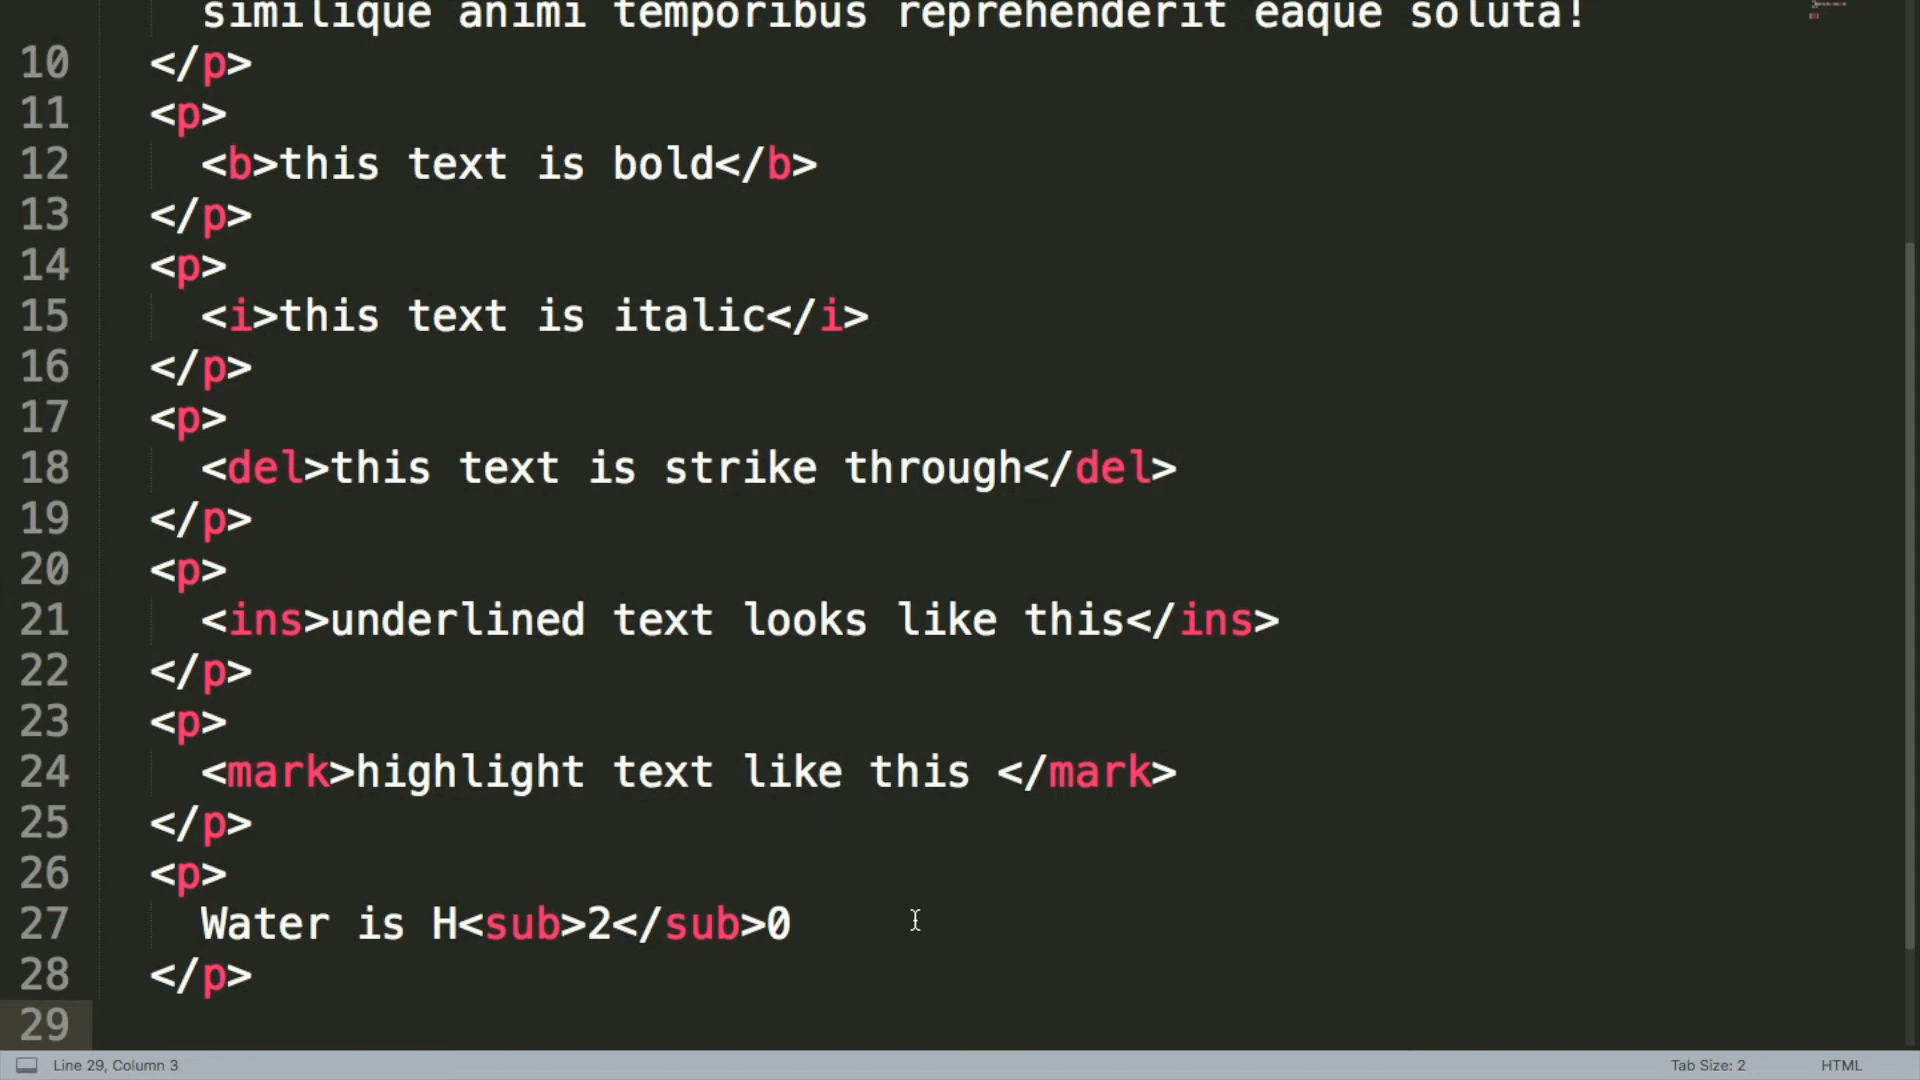 similique animi temporibus reprehenderit eaque soluta!
10 </p>
11 <p>
12 <b>this text is bold</b>
13 </p>
14 <p>
15 <i>this text is italic</i>
16 </p>
17 <p>
18 <del>this text is strike through</del>
19 </p>
20 <p>
21 <ins>underlined text looks like this</ins>
22 </p>
23 <p>
24 <mark>highlight text like this </mark>
25 </p>
26 <p>
27 Water is H<sub>2</sub>0
28 </p>
29
Line 29, Column 3 Tab Size: 2 HTML